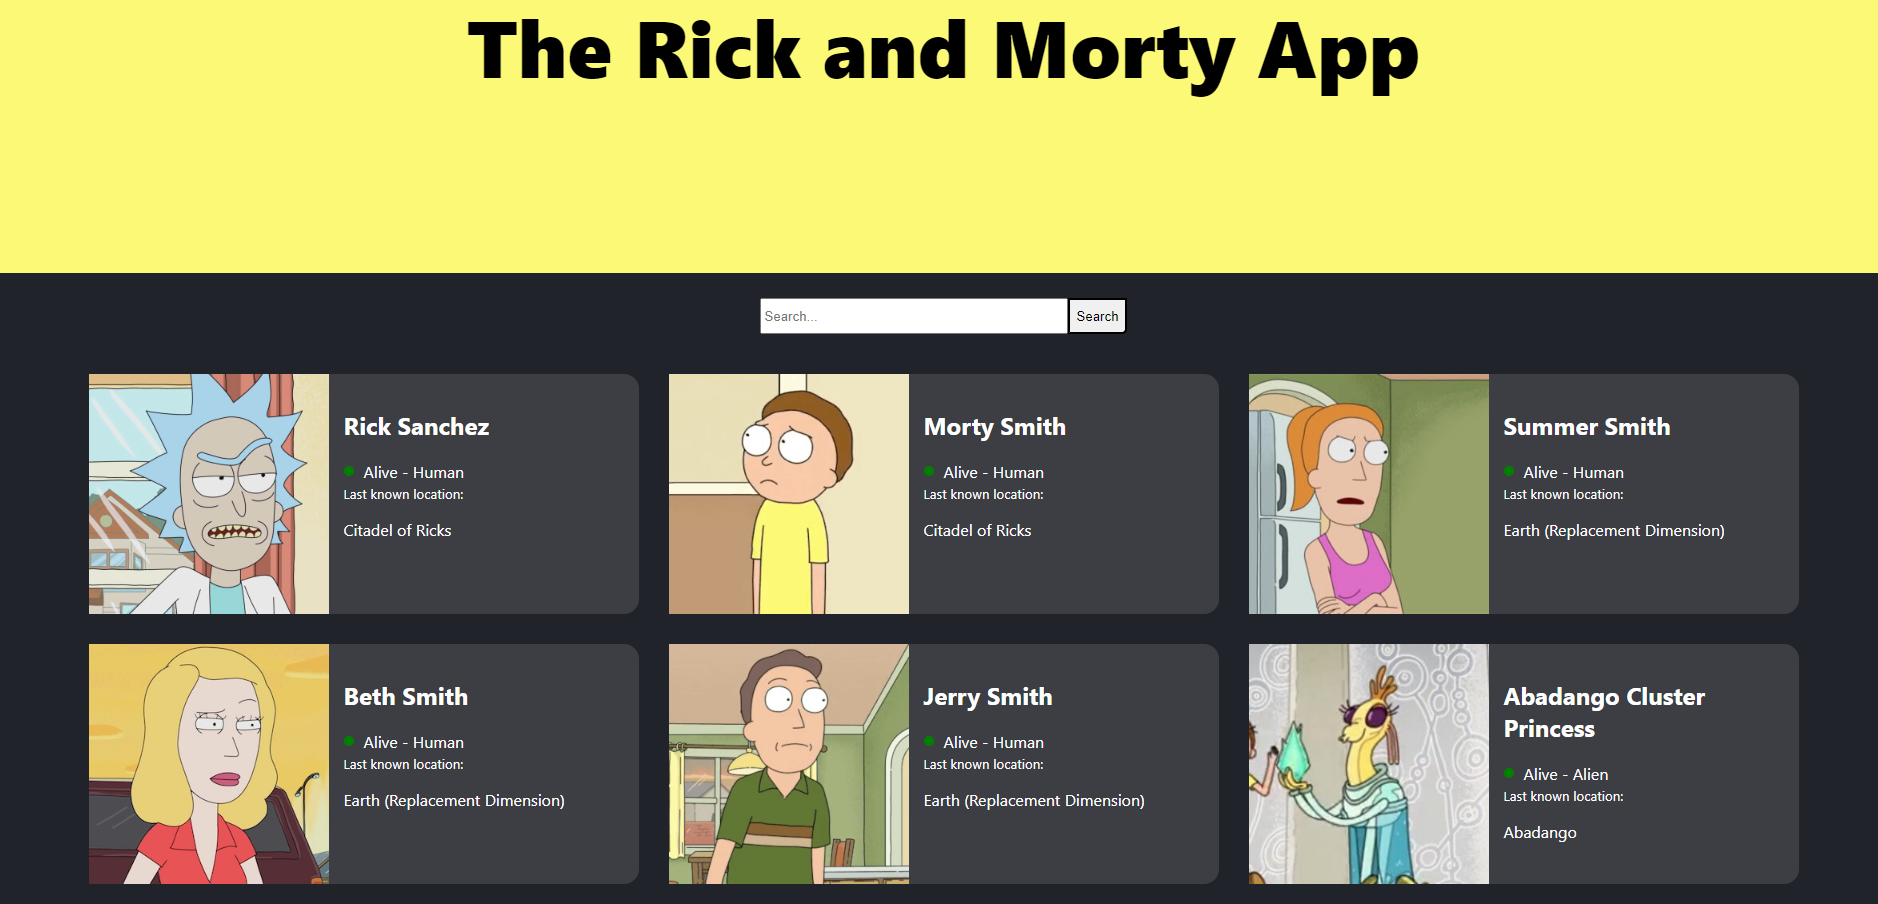 The Rick and Morty App
Search...
Search
Rick Sanchez
Alive - Human
Last known location:
Citadel of Ricks
Morty Smith
Alive - Human
Last known location:
Citadel of Ricks
Summer Smith
Alive - Human
Last known location:
Earth (Replacement Dimension)
Beth Smith
Alive - Human
Last known location:
Earth (Replacement Dimension)
Jerry Smith
Alive - Human
Last known location:
Earth (Replacement Dimension)
Abadango Cluster
Princess
Alive - Alien
Last known location:
Abadango